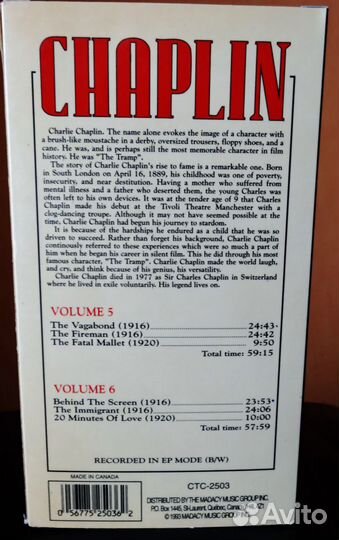 CHAPLIN
Charlie Chaplin. The name alone evokes the image of a character with
a brush-like moustache in a derby, oversized trousers, floppy shoes, and a
cane. He was, and is perhaps still the most memorable character in film
history. He was "The Tramp".
The story of Charlie Chaplin's rise to fame is a remarkable one. Born
in South London on April 16, 1889, his childhood was one of poverty,
insecurity, and near destitution. Having a mother who suffered from
mental illness and a father who deserted them, the young Charles was
often left to his own devices. It was at the tender age of 9 that Charles
Chaplin made his debut at the Tivoli Theatre Manchester with a
clog-dancing troupe. Although it may not have seemed possible at the
time, Charlie Chaplin had begun his journey to stardom.
It is because of the hardships he endured as a child that he was so
driven to succeed. Rather than forget his background, Charlie Chaplin
continously referred to those experiences which were so much a part of
him when he began his career in silent film. This he did through his most
famous character, "The Tramp". Charlie Chaplin made the world laugh,
and cry, and think because of his genius, his versatility.
Charlie Chaplin died in 1977 as Sir Charles Chaplin in Switzerland
where he lived in exile voluntarily. His legend lives on.
VOLUME 5
The Vagabond (1916) 24:43
The Fireman (1916) 24:42
The Fatal Mallet (1920) 9:50
Total time: 59:15
VOLUME 6
Behind The Screen (1916) 23:53
The Immigrant (1916) 24:06
20 Minutes Of Love (1920) 10:00
Total time: 57:59
RECORDED IN EP MODE (B/W)
MADE IN CANADA
0 56775 25036 2
CTC-2503
DISTRIBUTED BY THE MADACY MUSIC GROUP INC.
P.O. Box 1445, St-Laurent, Québec, Canada
© 1993 MADACY MUSIC GROUP INC.
Avito